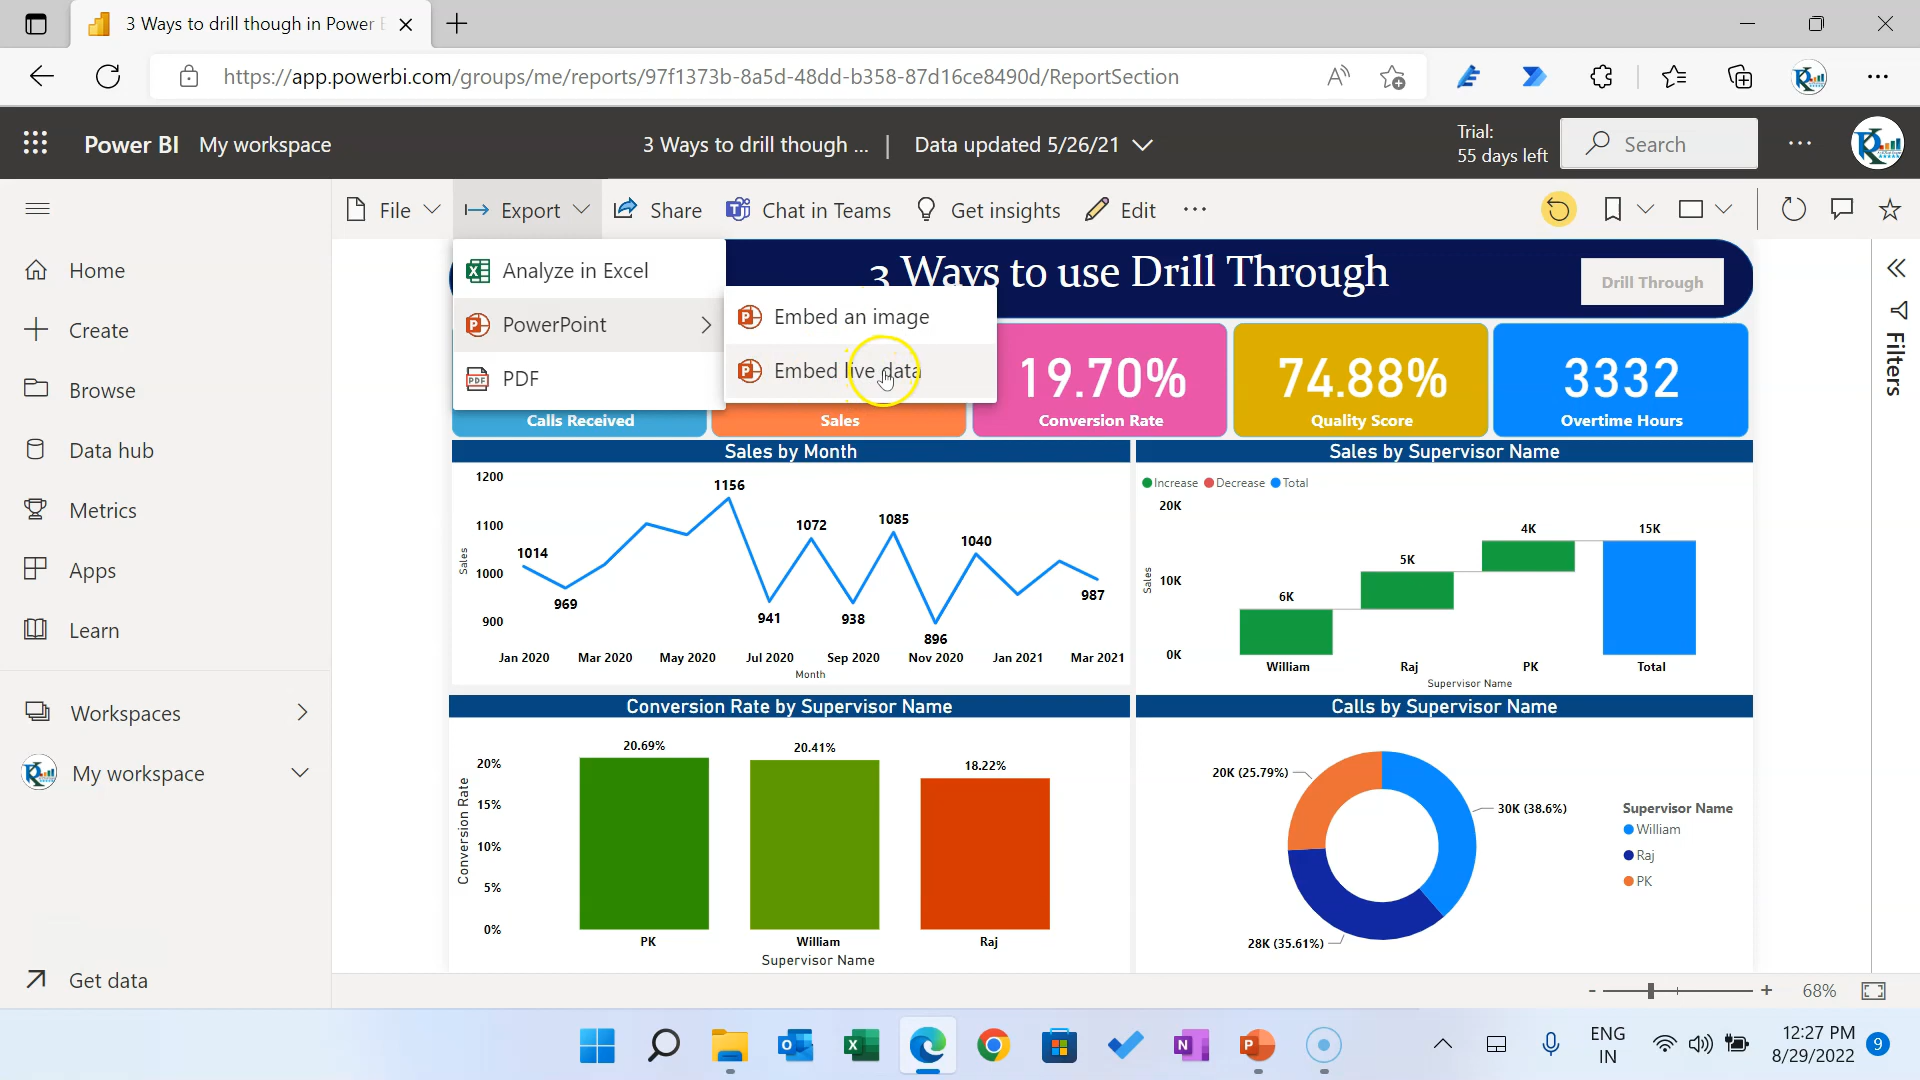 3 Ways to drill though in Power B
https://app.powerbi.com/groups/me/reports/97f1373b-8a5d-48dd-b358-87d16ce8490d/ReportSection
Power BI My workspace
3 Ways to drill though ... | Data updated 5/26/21
Trial:
55 days left
Search
File
Export
Share
Chat in Teams
Get insights
Edit
Home
Create
Browse
Data hub
Metrics
Apps
Learn
Workspaces
My workspace
Get data
Analyze in Excel
PowerPoint
PDF
Embed an image
Embed live data
3 Ways to use Drill Through
Drill Through
Filters
Calls Received
Sales
19.70%
Conversion Rate
74.88%
Quality Score
3332
Overtime Hours
Sales by Month
1200
1100
1000
900
Sales
1014
969
1156
941
1072
938
1085
896
1040
987
Jan 2020 Mar 2020 May 2020 Jul 2020 Sep 2020 Nov 2020 Jan 2021 Mar 2021
Month
Sales by Supervisor Name
Increase Decrease Total
20K
10K
0K
Sales
6K
5K
4K
15K
William Raj PK Total
Supervisor Name
Conversion Rate by Supervisor Name
20%
15%
10%
5%
0%
Conversion Rate
20.69%
20.41%
18.22%
PK William Raj
Supervisor Name
Calls by Supervisor Name
20K (25.79%)
30K (38.6%)
28K (35.61%)
Supervisor Name
William
Raj
PK
68%
ENG
IN
12:27 PM
8/29/2022
9